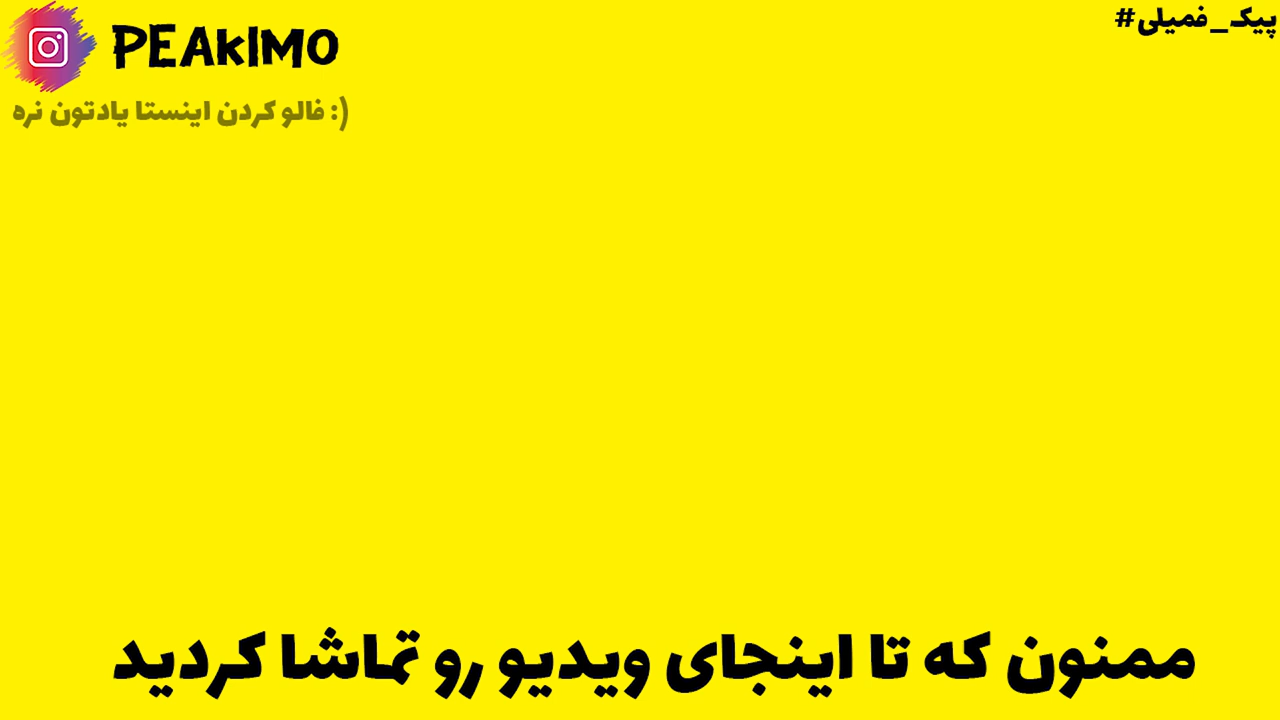 PEAkIMO
فالو کردن اینستا یادتون نره :)
#پیک_فمیلی
ممنون که تا اینجای ویدیو رو تماشا کردید